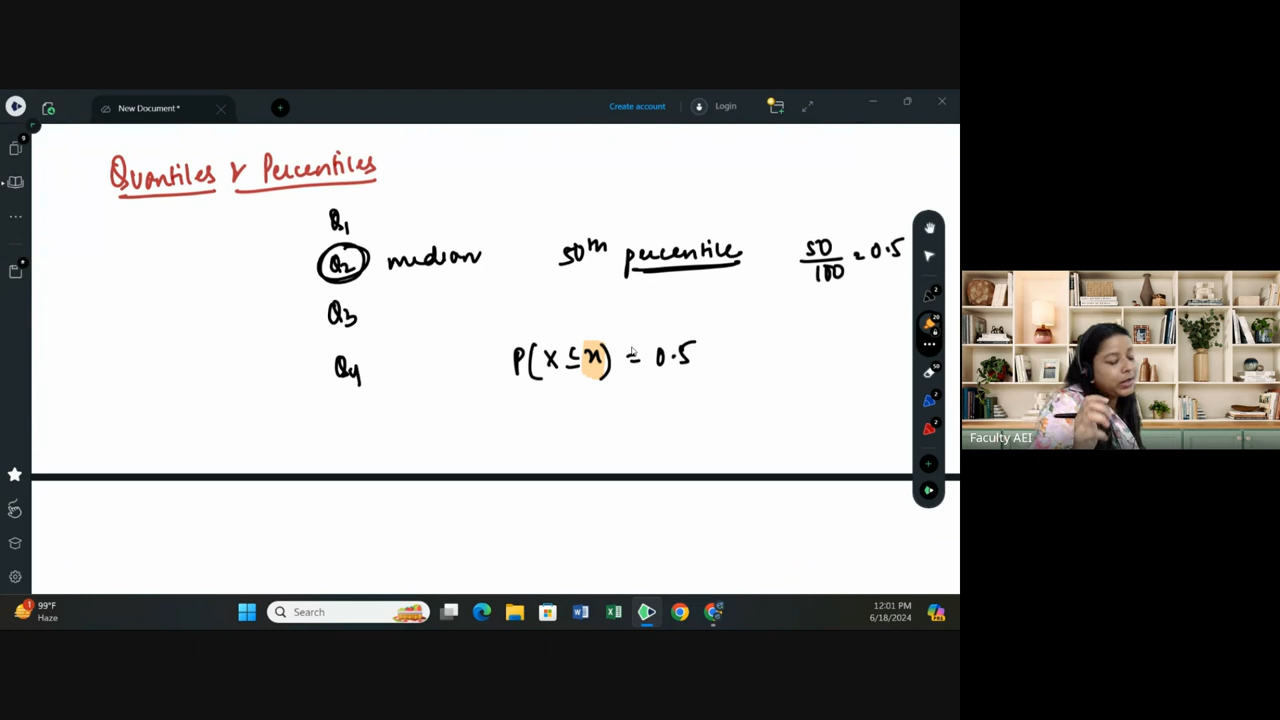 New Document*
Create account
Login
Quantiles & Percentiles
Q1
Q2 median 50th percentile 50/100 = 0.5
Q3
P(X ≤ x) = 0.5
Q4
Faculty AEI
99°F
Haze
Search
12:01 PM
6/18/2024